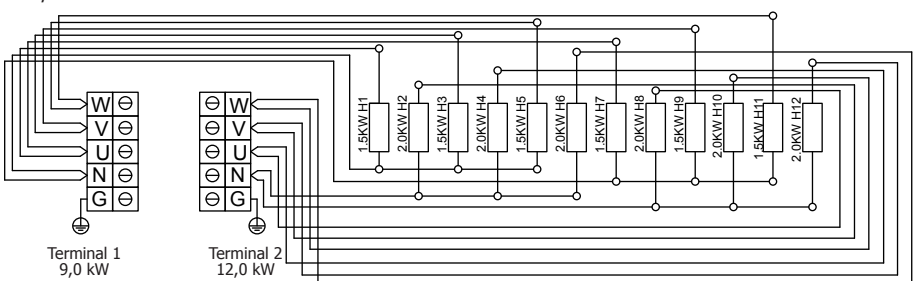 1.5KW H1
2.0KW H2
1.5KW H3
2.0KW H4
1.5KW H5
2.0KW H6
1.5KW H7
2.0KW H8
1.5KW H9
2.0KW H10
1.5KW H11
2.0KW H12
W
V
U
N
G
W
V
U
N
G
Terminal 1
9,0 kW
Terminal 2
12,0 kW